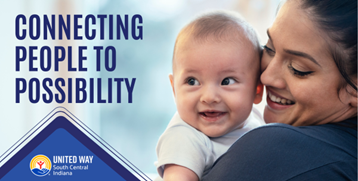 CONNECTING
PEOPLE TO
POSSIBILITY
UNITED WAY
South Central
Indiana